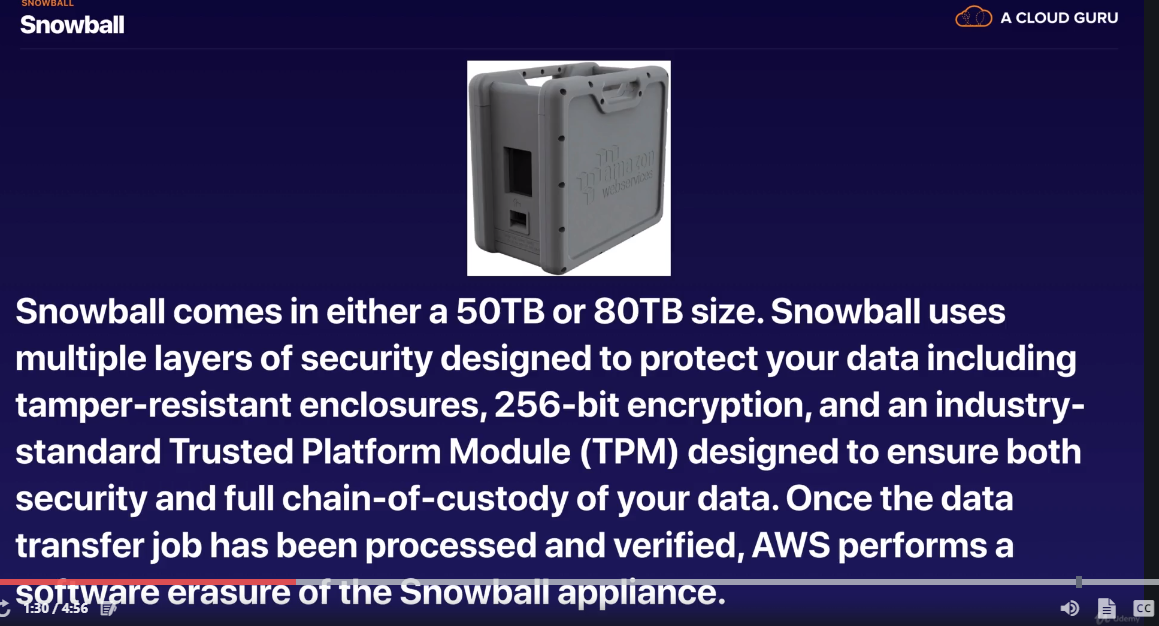 SNOWBALL
Snowball
A CLOUD GURU
amazon
webservices
Snowball comes in either a 50TB or 80TB size. Snowball uses
multiple layers of security designed to protect your data including
tamper-resistant enclosures, 256-bit encryption, and an industry-
standard Trusted Platform Module (TPM) designed to ensure both
security and full chain-of-custody of your data. Once the data
transfer job has been processed and verified, AWS performs a
software erasure of the Snowball appliance.
1:30 / 4:56
CC
Udemy